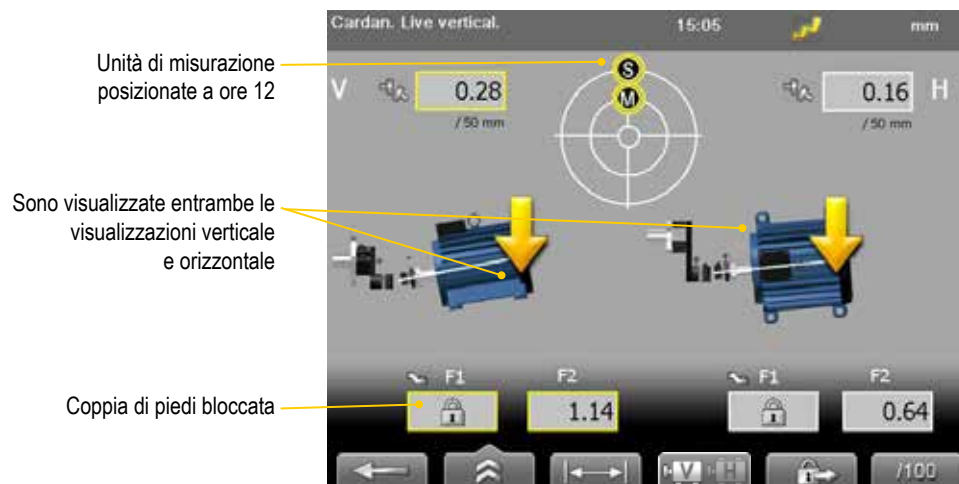 Cardan. Live vertical. 15:05 mm
Unità di misurazione
posizionate a ore 12
S
M
V 0.28 0.16 H
/ 50 mm / 50 mm
Sono visualizzate entrambe le
visualizzazioni verticale
e orizzontale
F1 F2 F1 F2
Coppia di piedi bloccata
1.14 0.64
V H /100